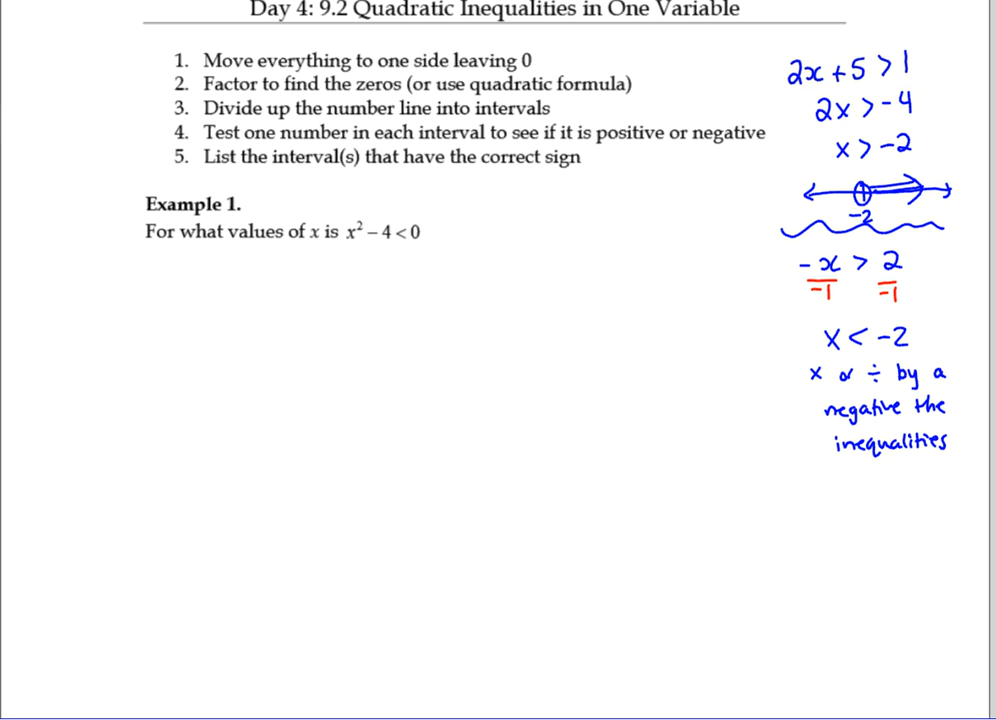 Day 4: 9.2 Quadratic Inequalities in One Variable
1. Move everything to one side leaving 0
2. Factor to find the zeros (or use quadratic formula)
3. Divide up the number line into intervals
4. Test one number in each interval to see if it is positive or negative
5. List the interval(s) that have the correct sign
Example 1.
For what values of x is x² – 4 < 0
2x + 5 > 1
2x > -4
x > -2
-2
-x > 2
-1 -1
x < -2
x or ÷ by a
negative the
inequalities